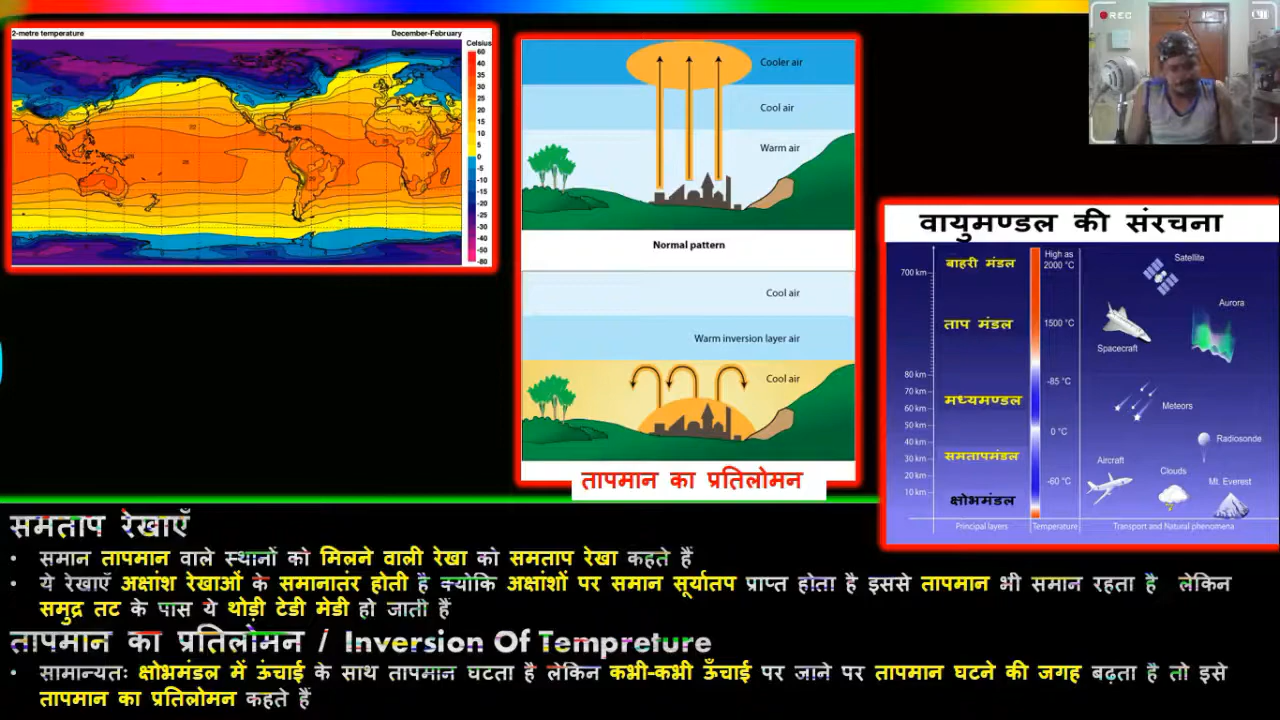 2-metre temperature December-February
Celsius
60
40
35
30
25
20
15
10
5
0
-5
-10
-15
-20
-25
-30
-40
-50
-80
Cooler air
Cool air
Warm air
Normal pattern
Cool air
Warm inversion layer air
Cool air
तापमान का प्रतिलोमन
REC
वायुमण्डल की संरचना
700 km
80 km
70 km
60 km
50 km
40 km
30 km
20 km
10 km
बाहरी मंडल
ताप मंडल
मध्यमण्डल
समतापमंडल
क्षोभमंडल
High as
2000 °C
1500 °C
-85 °C
0 °C
-60 °C
Satellite
Aurora
Spacecraft
Meteors
Radiosonde
Aircraft
Clouds
Mt. Everest
Principal layers
Temperature
Transport and Natural phenomena
समताप रेखाएँ
• समान तापमान वाले स्थानों को मिलने वाली रेखा को समताप रेखा कहते हैं
• ये रेखाएँ अक्षांश रेखाओं के समानातंर होती है क्योकि अक्षांशों पर समान सूर्यातप प्राप्त होता है इससे तापमान भी समान रहता है लेकिन
समुद्र तट के पास ये थोड़ी टेडी मेडी हो जाती हैं
तापमान का प्रतिलोमन / Inversion Of Tempreture
• सामान्यतः क्षोभमंडल में ऊंचाई के साथ तापमान घटता है लेकिन कभी-कभी ऊँचाई पर जाने पर तापमान घटने की जगह बढ़ता है तो इसे
तापमान का प्रतिलोमन कहते हैं